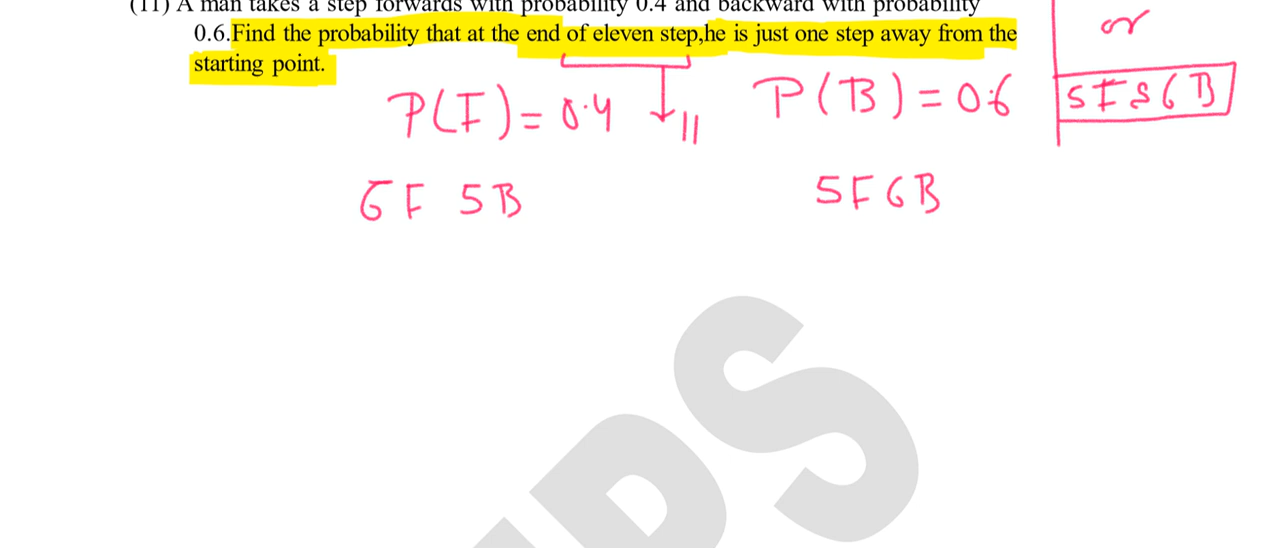 (11) A man takes a step forwards with probability 0.4 and backward with probability
0.6.Find the probability that at the end of eleven step,he is just one step away from the
starting point.
or
P(F)= 0.4
11
P(B)=0.6
5F & 6B
6F 5B
5F 6B